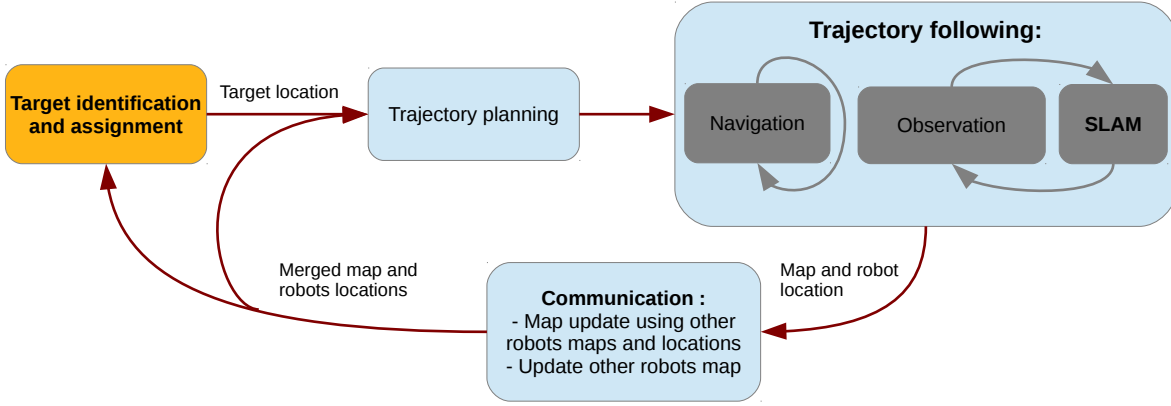 Target identification
and assignment
Target location
Trajectory planning
Trajectory following:
Navigation
Observation
SLAM
Map and robot
location
Communication :
- Map update using other
robots maps and locations
- Update other robots map
Merged map and
robots locations